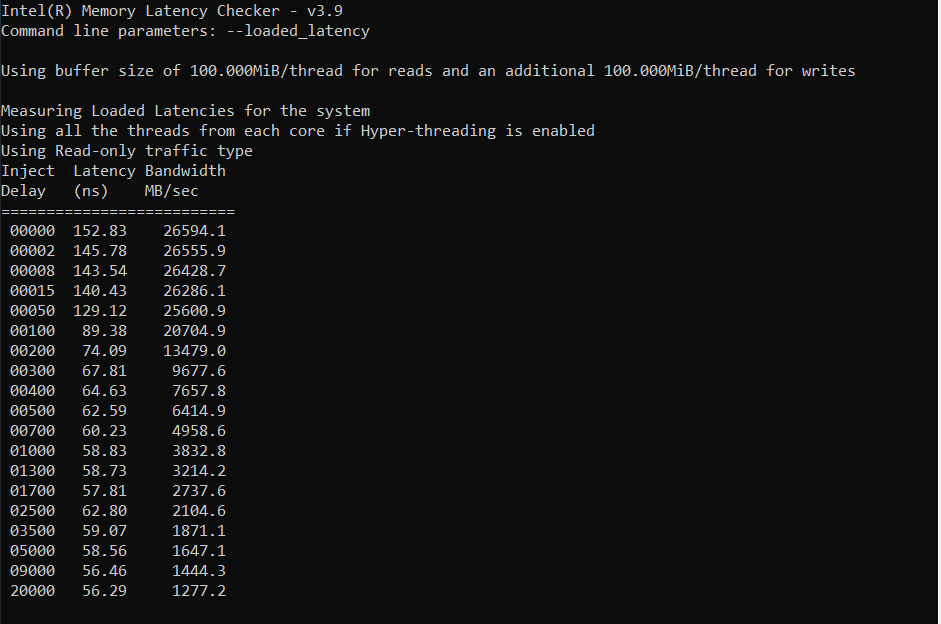 Intel(R) Memory Latency Checker - v3.9
Command line parameters: --loaded_latency
Using buffer size of 100.000MiB/thread for reads and an additional 100.000MiB/thread for writes
Measuring Loaded Latencies for the system
Using all the threads from each core if Hyper-threading is enabled
Using Read-only traffic type
Inject  Latency Bandwidth
Delay   (ns)    MB/sec
==========================
 00000  152.83    26594.1
 00002  145.78    26555.9
 00008  143.54    26428.7
 00015  140.43    26286.1
 00050  129.12    25600.9
 00100   89.38    20704.9
 00200   74.09    13479.0
 00300   67.81     9677.6
 00400   64.63     7657.8
 00500   62.59     6414.9
 00700   60.23     4958.6
 01000   58.83     3832.8
 01300   58.73     3214.2
 01700   57.81     2737.6
 02500   62.80     2104.6
 03500   59.07     1871.1
 05000   58.56     1647.1
 09000   56.46     1444.3
 20000   56.29     1277.2